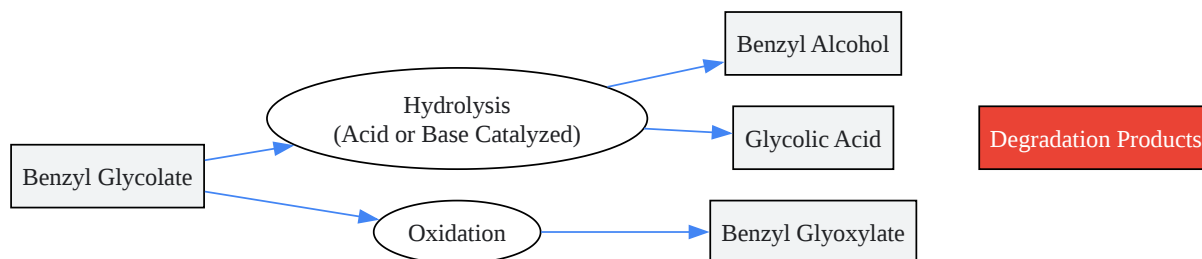 Benzyl Alcohol
Hydrolysis
(Acid or Base Catalyzed)
Glycolic Acid
Degradation Products
Benzyl Glycolate
Oxidation
Benzyl Glyoxylate